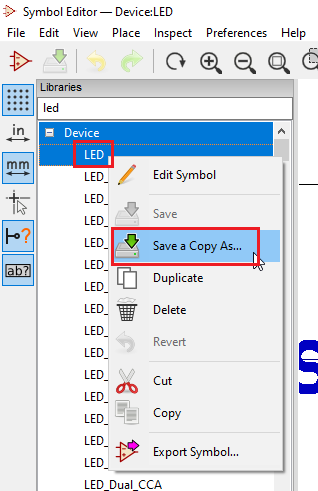 Symbol Editor — Device:LED
File Edit View Place Inspect Preferences Help
Libraries
in
led
mm
Device
LED
LED_
Edit Symbol
LED_
Save
LED_
LED_
Save a Copy As...
LED_
LED_
Duplicate
ab?
LED_
LED_
Delete
LED_
Revert
LED_
LED_
Cut
LED_
LED_
Copy
LED_
LED_
Export Symbol...
LED_Dual_CCA